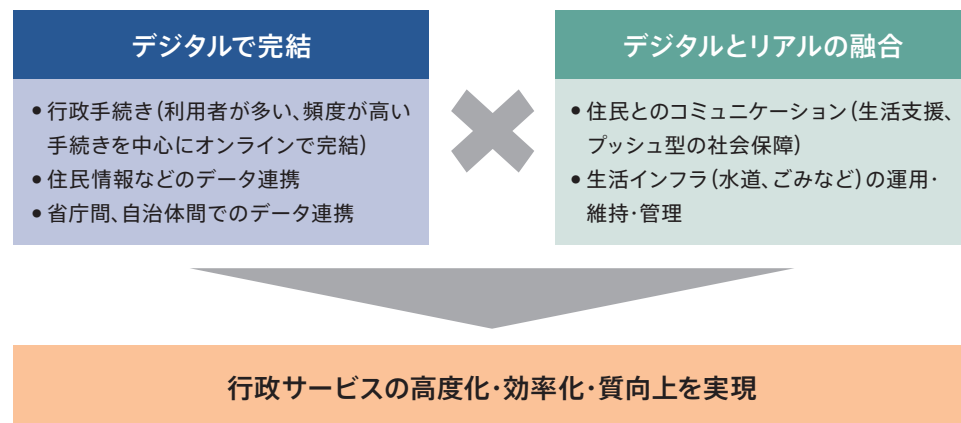 デジタルで完結
• 行政手続き(利用者が多い、頻度が高い
手続きを中心にオンラインで完結)
• 住民情報などのデータ連携
• 省庁間、自治体間でのデータ連携
デジタルとリアルの融合
• 住民とのコミュニケーション(生活支援、
プッシュ型の社会保障)
• 生活インフラ(水道、ごみなど)の運用・
維持・管理
行政サービスの高度化・効率化・質向上を実現